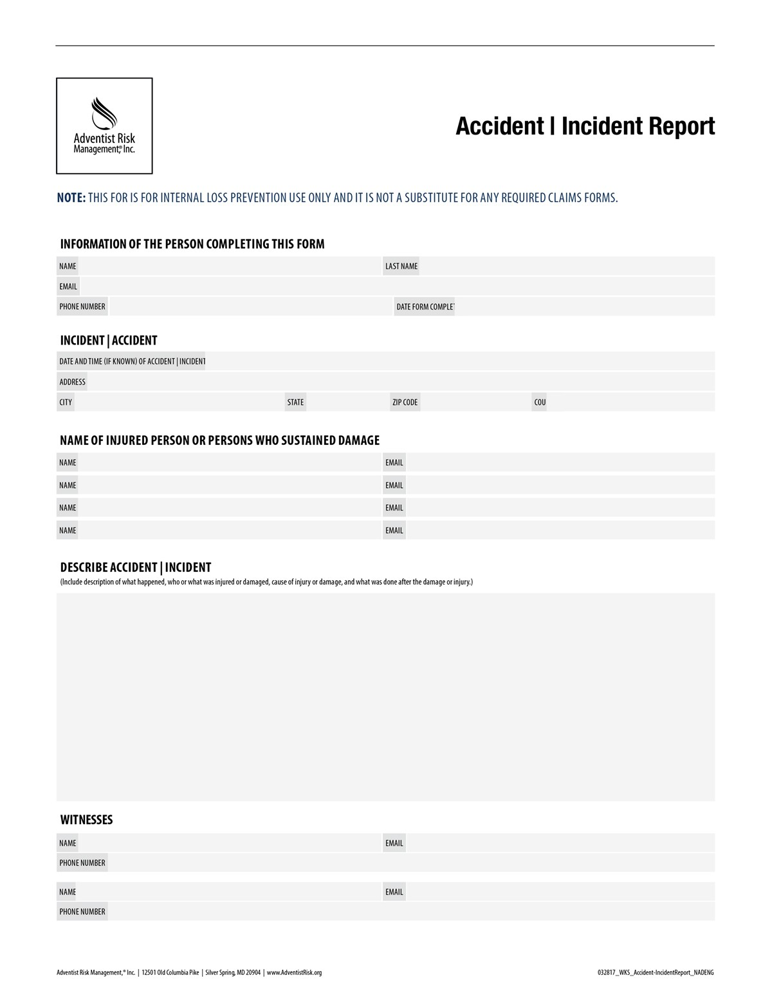 Adventist Risk
Management,® Inc.
Accident | Incident Report
NOTE: THIS FOR IS FOR INTERNAL LOSS PREVENTION USE ONLY AND IT IS NOT A SUBSTITUTE FOR ANY REQUIRED CLAIMS FORMS.
INFORMATION OF THE PERSON COMPLETING THIS FORM
NAME LAST NAME
EMAIL
PHONE NUMBER DATE FORM COMPLET
INCIDENT | ACCIDENT
DATE AND TIME (IF KNOWN) OF ACCIDENT | INCIDENT
ADDRESS
CITY STATE ZIP CODE COU
NAME OF INJURED PERSON OR PERSONS WHO SUSTAINED DAMAGE
NAME EMAIL
NAME EMAIL
NAME EMAIL
NAME EMAIL
DESCRIBE ACCIDENT | INCIDENT
(Include description of what happened, who or what was injured or damaged, cause of injury or damage, and what was done after the damage or injury.)
WITNESSES
NAME EMAIL
PHONE NUMBER
NAME EMAIL
PHONE NUMBER
Adventist Risk Management,® Inc. | 12501 Old Columbia Pike | Silver Spring, MD 20904 | www.AdventistRisk.org 032817_WKS_Accident-IncidentReport_NADENG